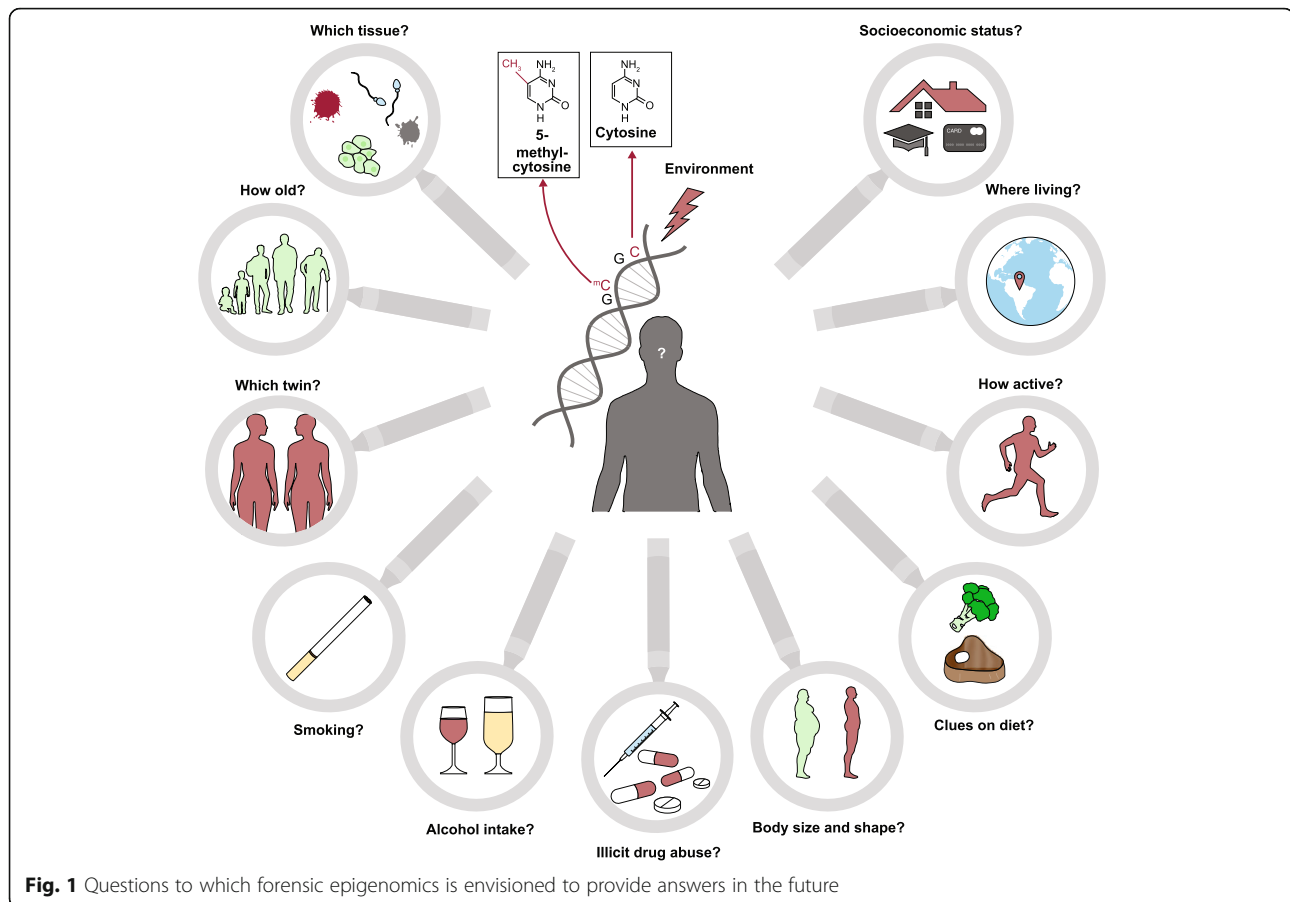 Which tissue?
Socioeconomic status?
CH3
NH2
N
N
H
O
5-
methyl-
cytosine
NH2
N
N
H
O
Cytosine
Environment
CARD
How old?
Where living?
G C
mC
G
Which twin?
?
How active?
Smoking?
Clues on diet?
Alcohol intake?
Body size and shape?
Illicit drug abuse?
Fig. 1 Questions to which forensic epigenomics is envisioned to provide answers in the future